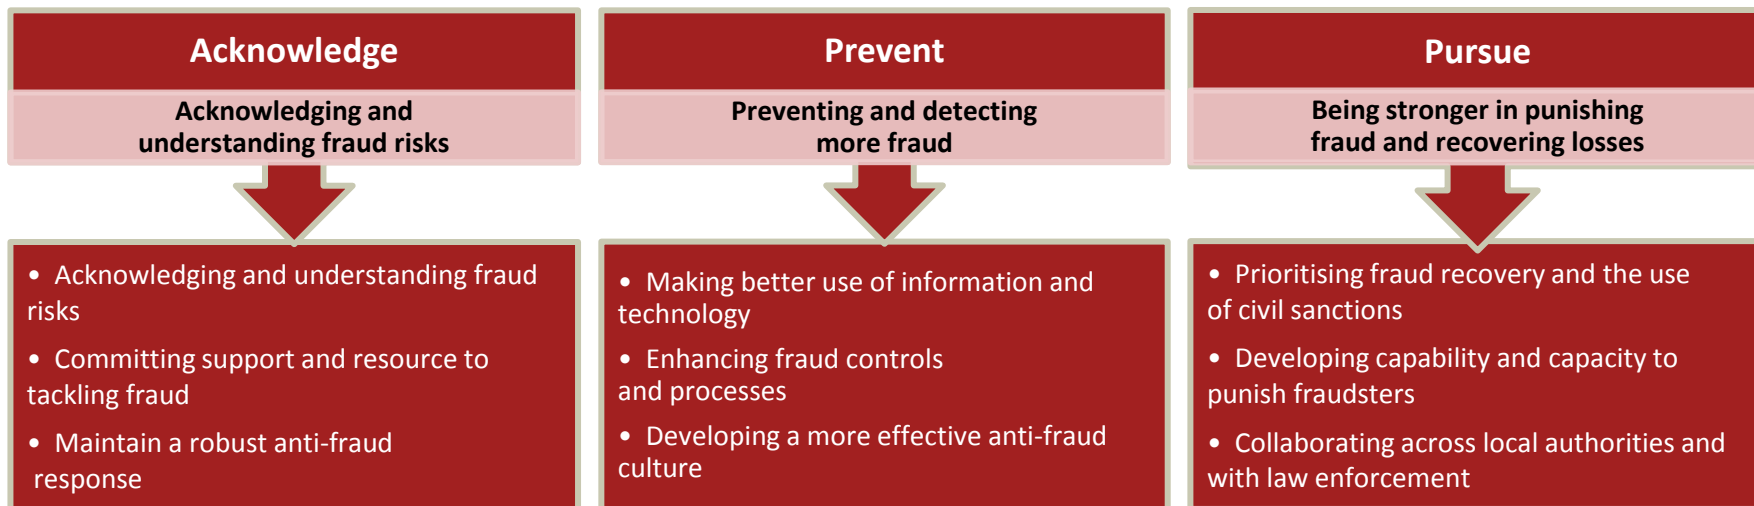 Acknowledge
Acknowledging and
understanding fraud risks
• Acknowledging and understanding fraud
risks
• Committing support and resource to
tackling fraud
• Maintain a robust anti-fraud
response
Prevent
Preventing and detecting
more fraud
• Making better use of information and
technology
• Enhancing fraud controls
and processes
• Developing a more effective anti-fraud
culture
Pursue
Being stronger in punishing
fraud and recovering losses
• Prioritising fraud recovery and the use
of civil sanctions
• Developing capability and capacity to
punish fraudsters
• Collaborating across local authorities and
with law enforcement